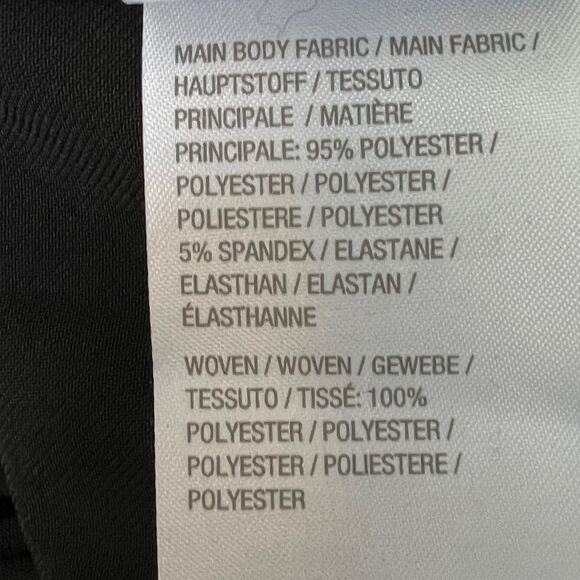 MAIN BODY FABRIC / MAIN FABRIC /
HAUPTSTOFF / TESSUTO
PRINCIPALE / MATIÈRE
PRINCIPALE: 95% POLYESTER /
POLYESTER / POLYESTER /
POLIESTERE / POLYESTER
5% SPANDEX / ELASTANE /
ELASTHAN / ELASTAN /
ÉLASTHANNE
WOVEN / WOVEN / GEWEBE /
TESSUTO / TISSÉ: 100%
POLYESTER / POLYESTER /
POLYESTER / POLIESTERE /
POLYESTER